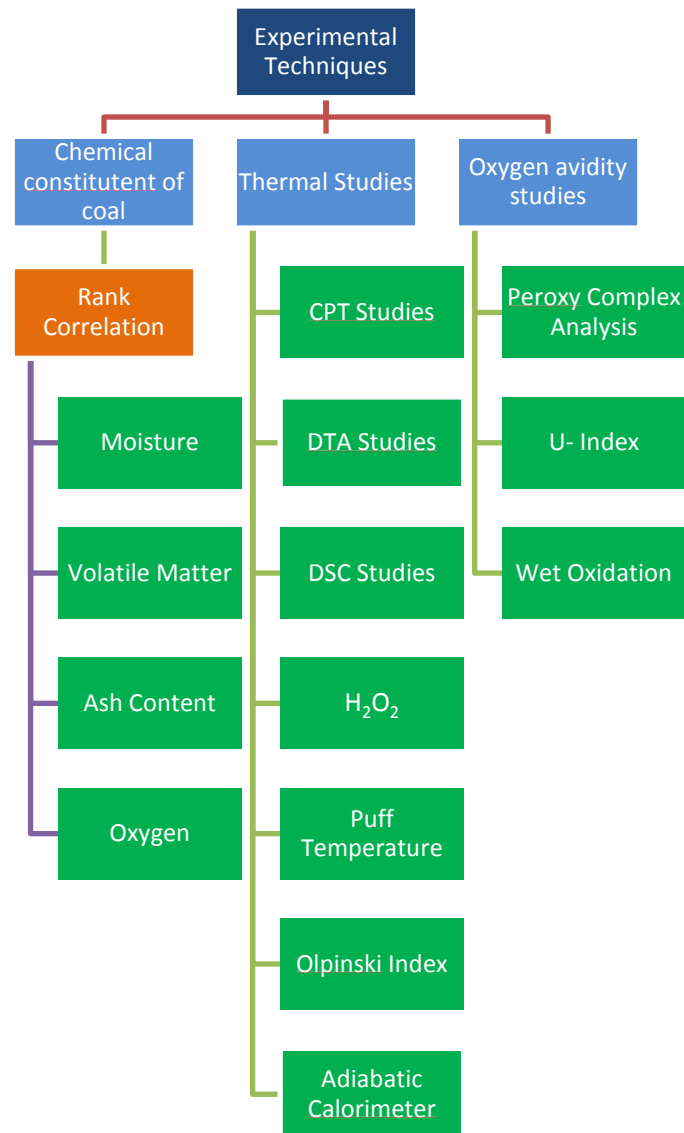 Experimental
Techniques
Chemical
constitutent of
coal
Thermal Studies
Oxygen avidity
studies
Rank
Correlation
Moisture
Volatile Matter
Ash Content
Oxygen
CPT Studies
DTA Studies
DSC Studies
H₂O₂
Puff
Temperature
Olpinski Index
Adiabatic
Calorimeter
Peroxy Complex
Analysis
U- Index
Wet Oxidation